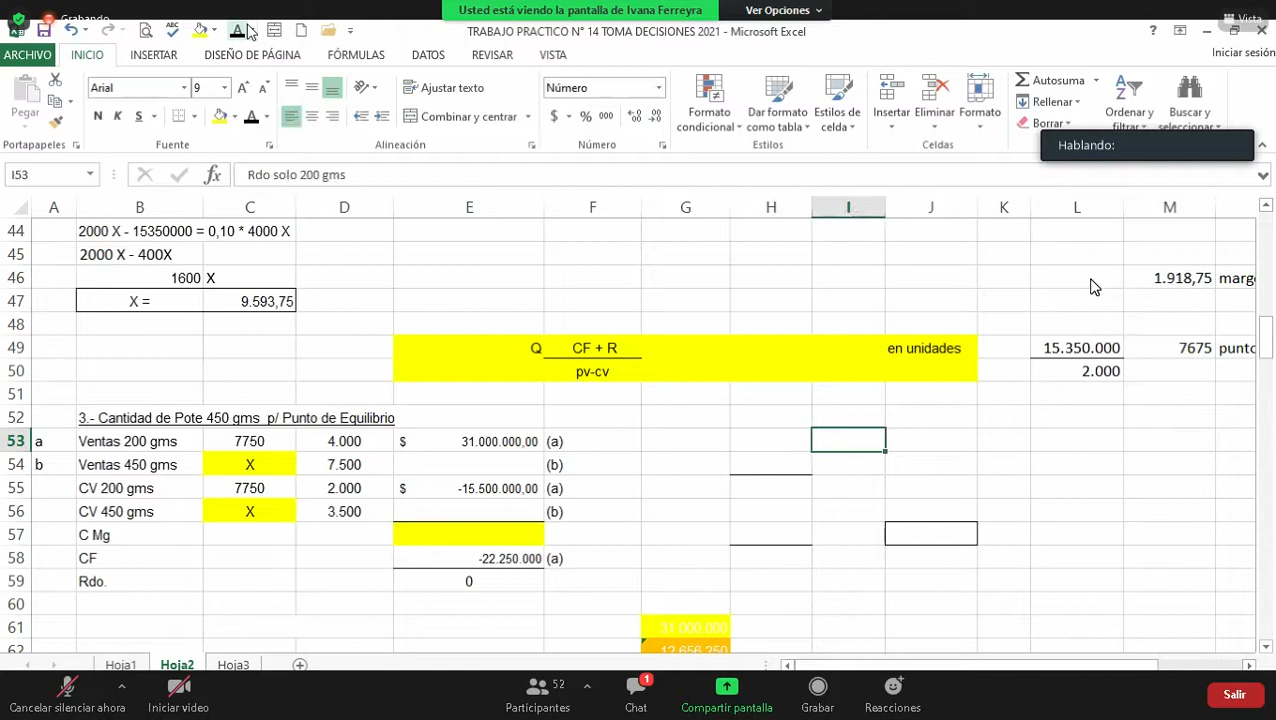 Grabando
Usted está viendo la pantalla de Ivana Ferreyra
Ver Opciones
Vista
TRABAJO PRACTICO N° 14 TOMA DECISIONES 2021 - Microsoft Excel
ARCHIVO INICIO INSERTAR DISEÑO DE PÁGINA FÓRMULAS DATOS REVISAR VISTA
Iniciar sesión
Pegar
Arial 9
N K S
Ajustar texto
Combinar y centrar
Número
$ % 000
Formato condicional
Dar formato como tabla
Estilos de celda
Insertar
Eliminar
Formato
Autosuma
Rellenar
Borrar
Ordenar y filtrar
Buscar y seleccionar
Portapapeles Fuente Alineación Número Estilos Celdas
Hablando:
I53 fx Rdo solo 200 gms
A B C D E F G H I J K L M
44 2000 X - 15350000 = 0,10 * 4000 X
45 2000 X - 400X
46 1600 X 1.918,75 marge
47 X = 9.593,75
48
49 Q CF + R en unidades 15.350.000 7675 punto
50 pv-cv 2.000
51
52 3.- Cantidad de Pote 450 gms p/ Punto de Equilibrio
53 a Ventas 200 gms 7750 4.000 $ 31.000.000,00 (a)
54 b Ventas 450 gms X 7.500 (b)
55 CV 200 gms 7750 2.000 $ -15.500.000,00 (a)
56 CV 450 gms X 3.500 (b)
57 C Mg
58 CF -22.250.000 (a)
59 Rdo. 0
60
61 31.000.000
62 12.656.250
Hoja1 Hoja2 Hoja3
Cancelar silenciar ahora
Iniciar video
52
Participantes
1
Chat
Compartir pantalla
Grabar
Reacciones
Salir